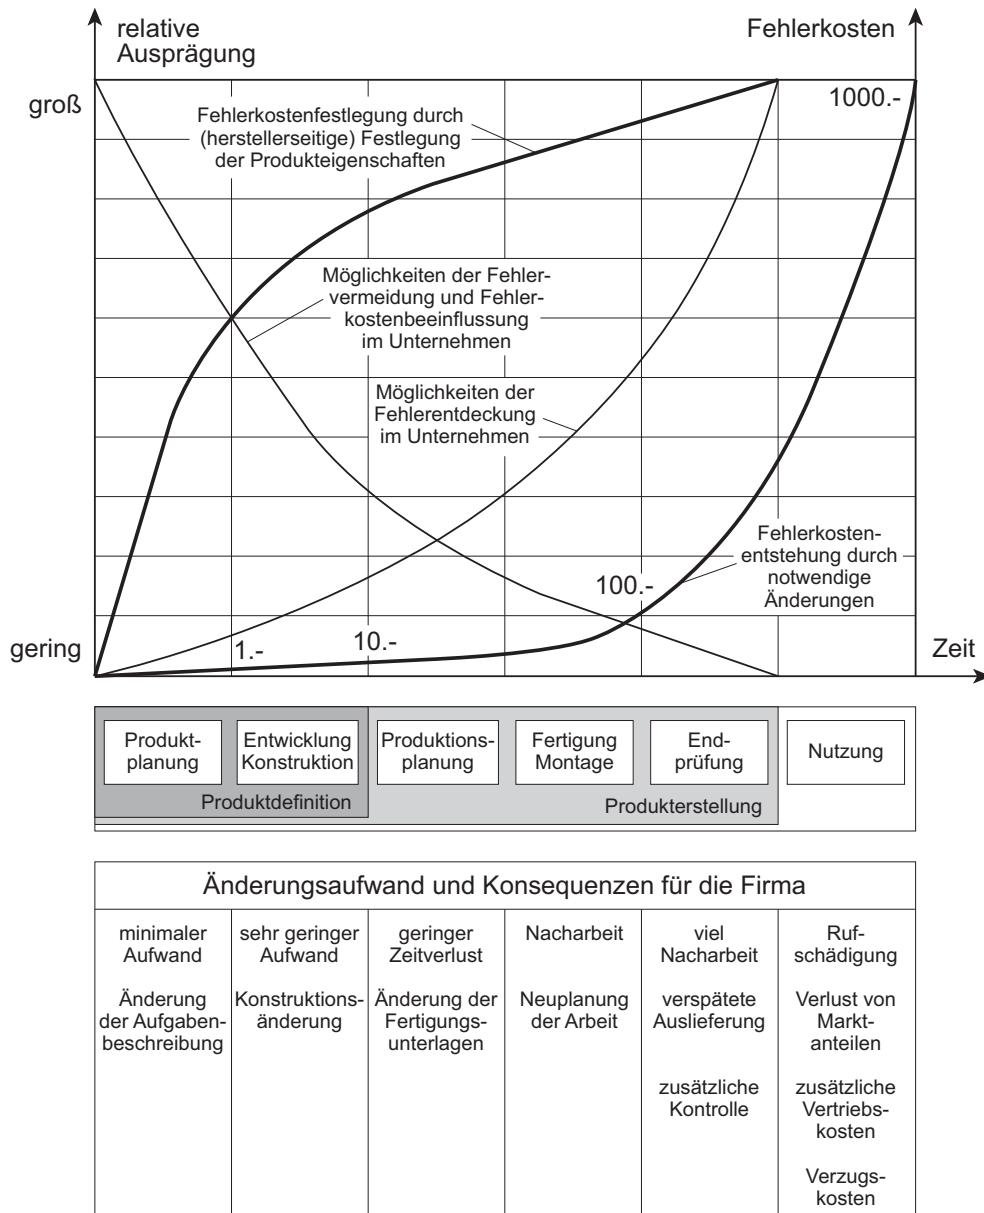 relative
Ausprägung
Fehlerkosten
groß
1000.-
Fehlerkostenfestlegung durch
(herstellerseitige) Festlegung
der Produkteigenschaften
Möglichkeiten der Fehler-
vermeidung und Fehler-
kostenbeeinflussung
im Unternehmen
Möglichkeiten der
Fehlerentdeckung
im Unternehmen
Fehlerkosten-
entstehung durch
notwendige
Änderungen
100.-
10.-
1.-
gering
Zeit
Produkt-
planung
Entwicklung
Konstruktion
Produktions-
planung
Fertigung
Montage
End-
prüfung
Nutzung
Produktdefinition
Produkterstellung
Änderungsaufwand und Konsequenzen für die Firma
minimaler
Aufwand
Änderung
der Aufgaben-
beschreibung
sehr geringer
Aufwand
Konstruktions-
änderung
geringer
Zeitverlust
Änderung der
Fertigungs-
unterlagen
Nacharbeit
Neuplanung
der Arbeit
viel
Nacharbeit
verspätete
Auslieferung
zusätzliche
Kontrolle
Ruf-
schädigung
Verlust von
Markt-
anteilen
zusätzliche
Vertriebs-
kosten
Verzugs-
kosten